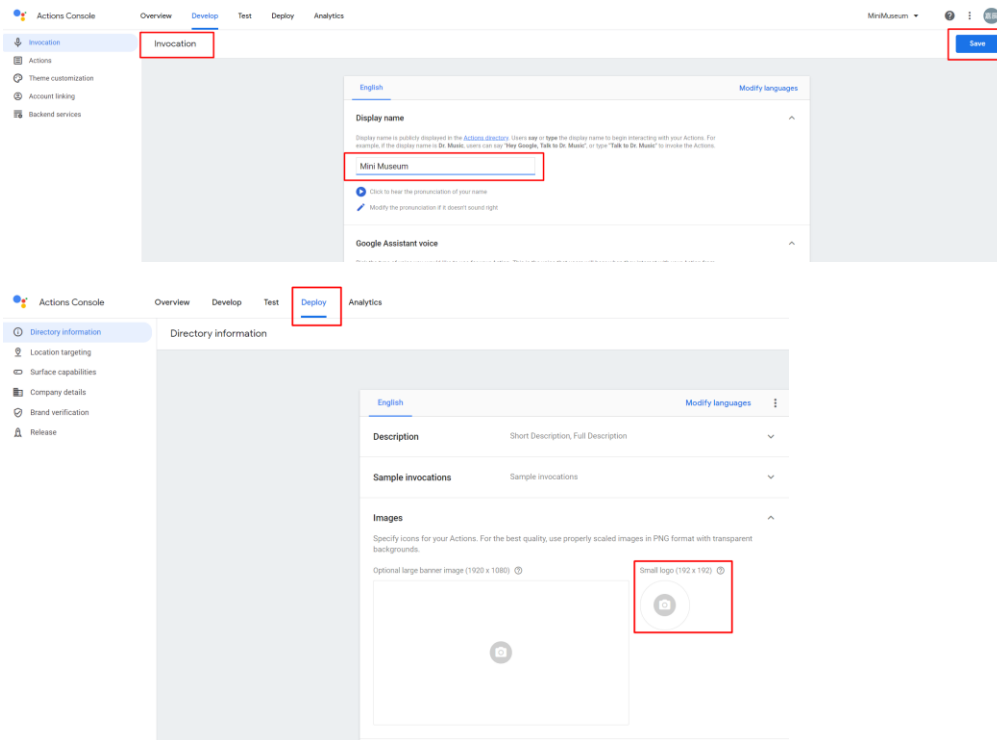 Actions Console Overview Develop Test Deploy Analytics MiniMuseum
Invocation
Actions
Theme customization
Account linking
Backend services
Invocation
Save
English Modify languages
Display name
Display name is publicly displayed in the Actions directory. Users say or type the display name to begin interacting with your Actions. For
example, if the display name is Dr. Music, users can say "Hey Google, Talk to Dr. Music", or type "Talk to Dr. Music" to invoke the Actions.
Mini Museum
Click to hear the pronunciation of your name
Modify the pronunciation if it doesn't sound right
Google Assistant voice
Actions Console Overview Develop Test Deploy Analytics
Directory information
Location targeting
Surface capabilities
Company details
Brand verification
Release
Directory information
English Modify languages
Description Short Description, Full Description
Sample invocations Sample invocations
Images
Specify icons for your Actions. For the best quality, use properly scaled images in PNG format with transparent
backgrounds.
Optional large banner image (1920 x 1080)
Small logo (192 x 192)